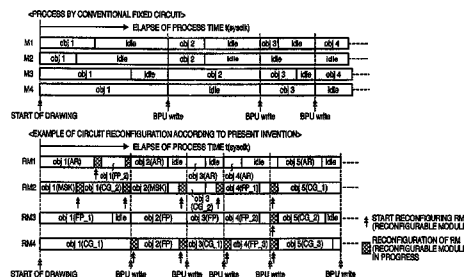 <PROCESS BY CONVENTIONAL FIXED CIRCUIT>
ELAPSE OF PROCESS TIME t(sysclk)
M1 obj 1 Idle obj 2 Idle obj 3 Idle obj 4
M2 obj 1 Idle obj 2 Idle Idle Idle
M3 obj 1 Idle obj 2 obj 3 Idle obj 4
M4 obj 1 Idle obj 3 Idle
START OF DRAWING BPU write BPU write BPU write
<EXAMPLE OF CIRCUIT RECONFIGURATION ACCORDING TO PRESENT INVENTION>
ELAPSE OF PROCESS TIME t(sysclk)
RM1 obj 1(AR) obj 2(AR) Idle obj 5(AR) Idle
obj 1(FP_2) obj 3(AR) obj 4(AR)
RM2 obj 1(MSK) obj 1(CG_2) obj 2(MSK) Idle obj 4(FP_1) obj 5(CG_1)
obj 3
(CG_2)
RM3 obj 1(FP_1) Idle obj 2(FP) obj 3(FP) obj 4(FP_2) obj 5(CG_2) Idle
RM4 obj 1(CG_1) obj 2(FP) obj 3(CG_1) obj 4(FP_3) obj 5(CG_3)
START OF DRAWING BPU write BPU write BPU write BPU write
START RECONFIGURING RM
(RECONFIGURABLE MODULE)
RECONFIGURATION OF RM
(RECONFIGURABLE MODULE)
IN PROGRESS